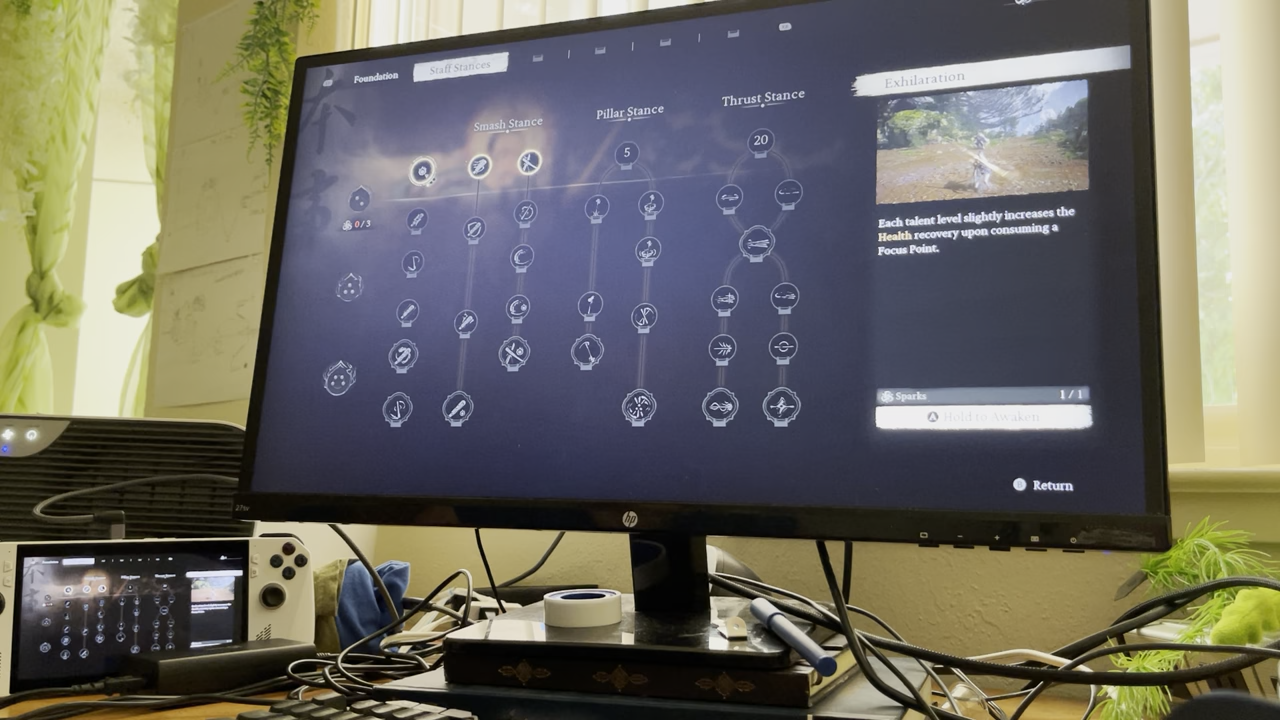 Foundation
Staff Stances
Smash Stance
Pillar Stance
Thrust Stance
5
20
0/3
Exhilaration
Each talent level slightly increases the
Health recovery upon consuming a
Focus Point.
Sparks 1/1
A Hold to Awaken
Return
hp